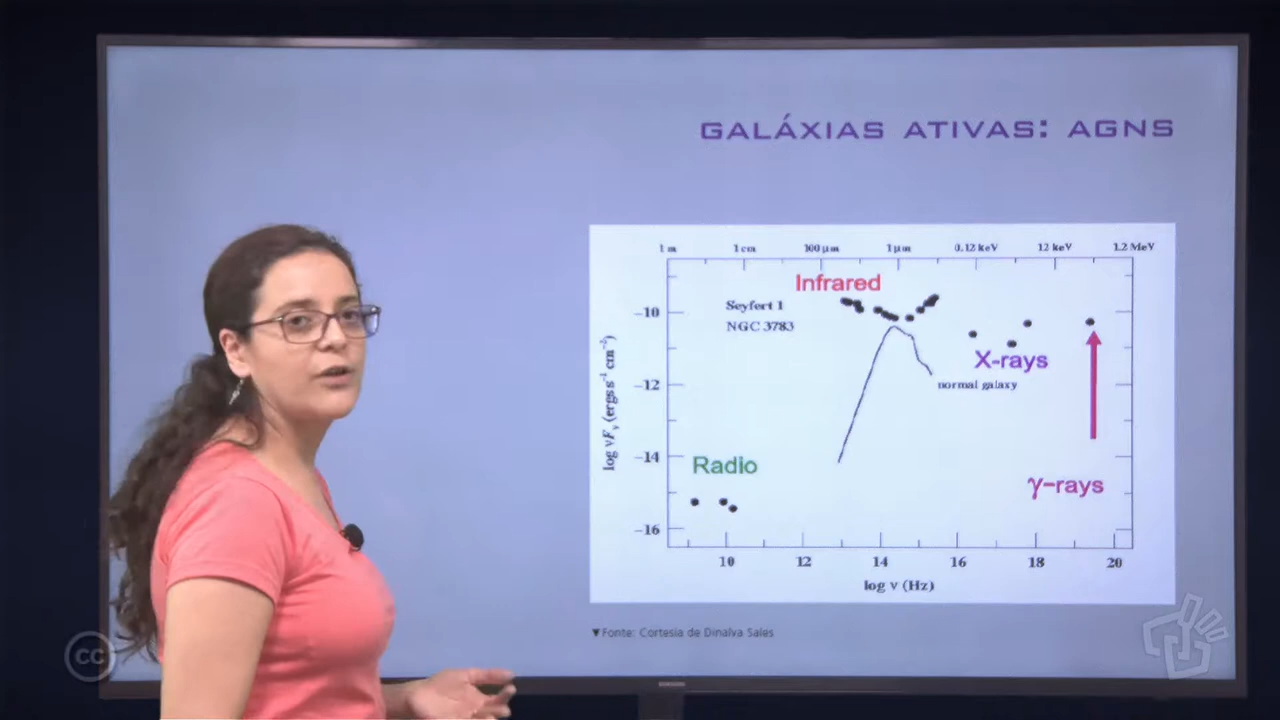 GALÁXIAS ATIVAS: AGNS
1 m 1 cm 100 μm 1 μm 0.12 keV 12 keV 1.2 MeV
Infrared
Seyfert 1
NGC 3783
-10
X-rays
-12
normal galaxy
log νFν (ergs s⁻¹ cm⁻²)
-14
Radio
γ-rays
-16
10 12 14 16 18 20
log ν (Hz)
▼Fonte: Cortesia de Dinalva Sales
cc